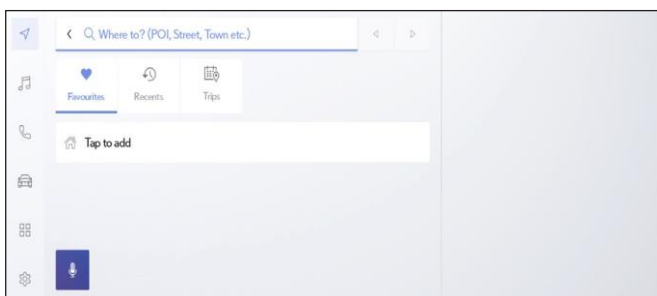 Where to? (POI, Street, Town etc.)
Favourites Recents Trips
Tap to add